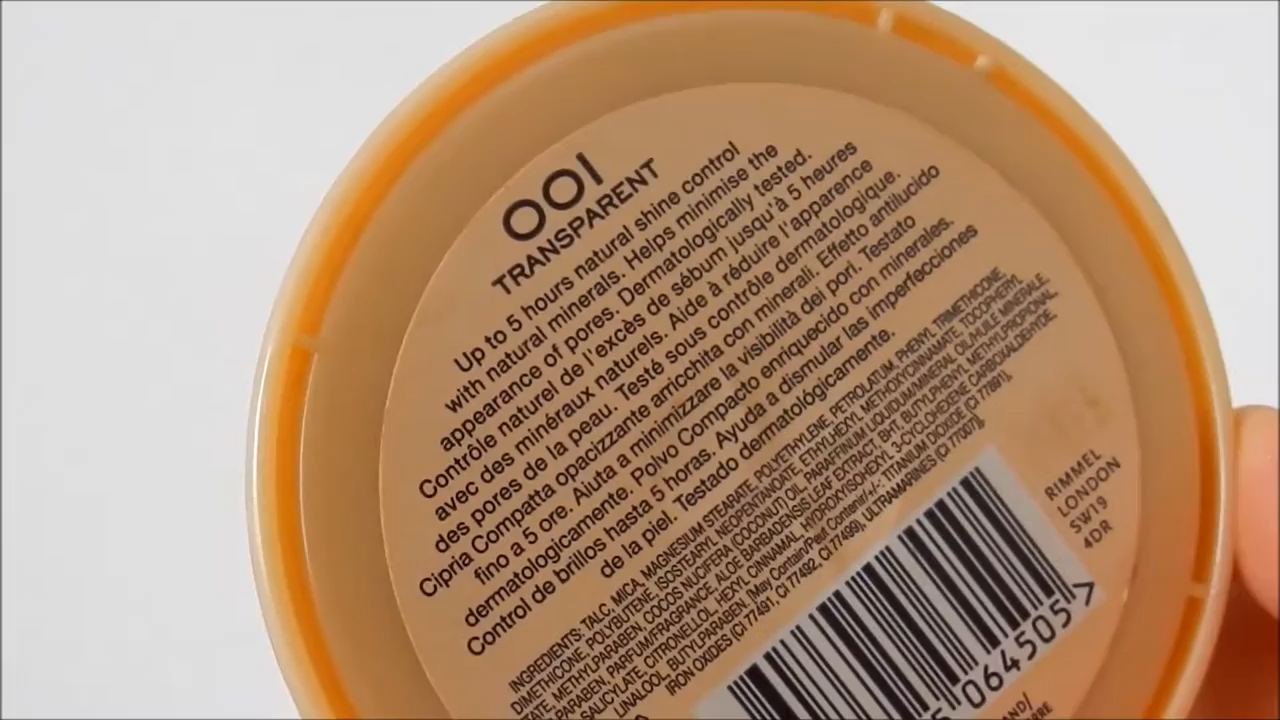 001
TRANSPARENT
Up to 5 hours natural shine control
with natural minerals. Helps minimise the
appearance of pores. Dermatologically tested.
Contrôle naturel de l'excès de sébum jusqu'à 5 heures
avec des minéraux naturels. Aide à réduire l'apparence
des pores de la peau. Testé sous contrôle dermatologique.
Cipria Compatta opacizzante arricchita con minerali. Effetto antilucido
fino a 5 ore. Aiuta a minimizzare la visibilità dei pori. Testato
dermatologicamente. Polvo Compacto enriquecido con minerales.
Control de brillos hasta 5 horas. Ayuda a dismular las imperfecciones
de la piel. Testado dermatológicamente.
INGREDIENTS: TALC, MICA, MAGNESIUM STEARATE, POLYETHYLENE, PETROLATUM, PHENYL TRIMETHICONE,
DIMETHICONE, POLYBUTENE, ISOSTEARYL NEOPENTANOATE, ETHYLHEXYL METHOXYCINNAMATE, TOCOPHERYL
TATE, METHYLPARABEN, COCOS NUCIFERA (COCONUT) OIL, PARAFFINUM LIQUIDUM/MINERAL OIL/HUILE MINERALE
PARABEN, PARFUM/FRAGRANCE, ALOE BARBADENSIS LEAF EXTRACT, BHT, BUTYLPHENYL METHYLPROPIONAL,
SALICYLATE, CITRONELLOL, HEXYL CINNAMAL, HYDROXYISOHEXYL 3-CYCLOHEXENE CARBOXALDEHYDE,
LINALOOL, BUTYLPARABEN, [May Contain/Peut Contenir/+/-: TITANIUM DIOXIDE (CI 77891),
IRON OXIDES (CI 77491, CI 77492, CI 77499), ULTRAMARINES (CI 77007)].
RIMMEL
LONDON
SW19
4DR
5 064505 >